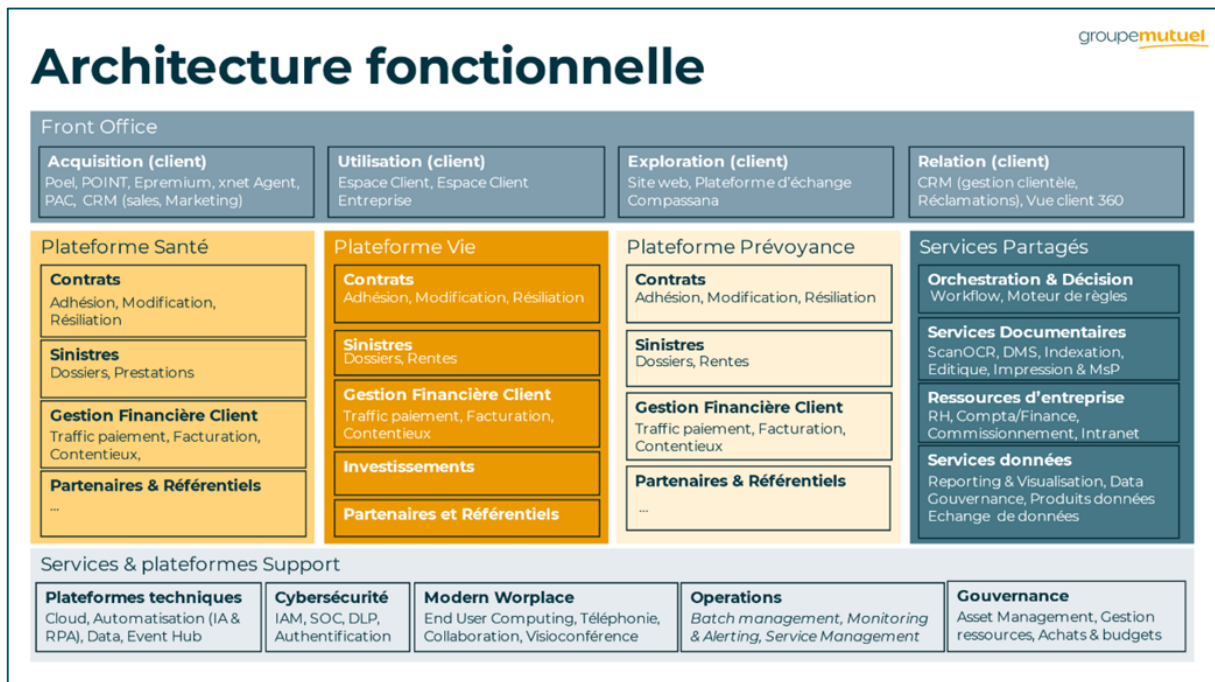 groupemutuel
Architecture fonctionnelle
Front Office
Acquisition (client)
Poel, POINT, Epremium, xnet Agent,
PAC, CRM (sales, Marketing)
Utilisation (client)
Espace Client, Espace Client
Entreprise
Exploration (client)
Site web, Plateforme d'échange
Compassana
Relation (client)
CRM (gestion clientèle,
Réclamations), Vue client 360
Plateforme Santé
Contrats
Adhésion, Modification,
Résiliation
Sinistres
Dossiers, Prestations
Gestion Financière Client
Traffic paiement, Facturation,
Contentieux,
Partenaires & Référentiels
...
Plateforme Vie
Contrats
Adhésion, Modification, Résiliation
Sinistres
Dossiers, Rentes
Gestion Financière Client
Traffic paiement, Facturation,
Contentieux
Investissements
Partenaires et Référentiels
Plateforme Prévoyance
Contrats
Adhésion, Modification, Résiliation
Sinistres
Dossiers, Rentes
Gestion Financière Client
Traffic paiement, Facturation,
Contentieux
Partenaires & Référentiels
...
Services Partagés
Orchestration & Décision
Workflow, Moteur de règles
Services Documentaires
ScanOCR, DMS, Indexation,
Editique, Impression & MsP
Ressources d'entreprise
RH, Compta/Finance,
Commissionnement, Intranet
Services données
Reporting & Visualisation, Data
Gouvernance, Produits données
Echange de données
Services & plateformes Support
Plateformes techniques
Cloud, Automatisation (IA &
RPA), Data, Event Hub
Cybersécurité
IAM, SOC, DLP,
Authentification
Modern Worplace
End User Computing, Téléphonie,
Collaboration, Visioconférence
Operations
Batch management, Monitoring
& Alerting, Service Management
Gouvernance
Asset Management, Gestion
ressources, Achats & budgets